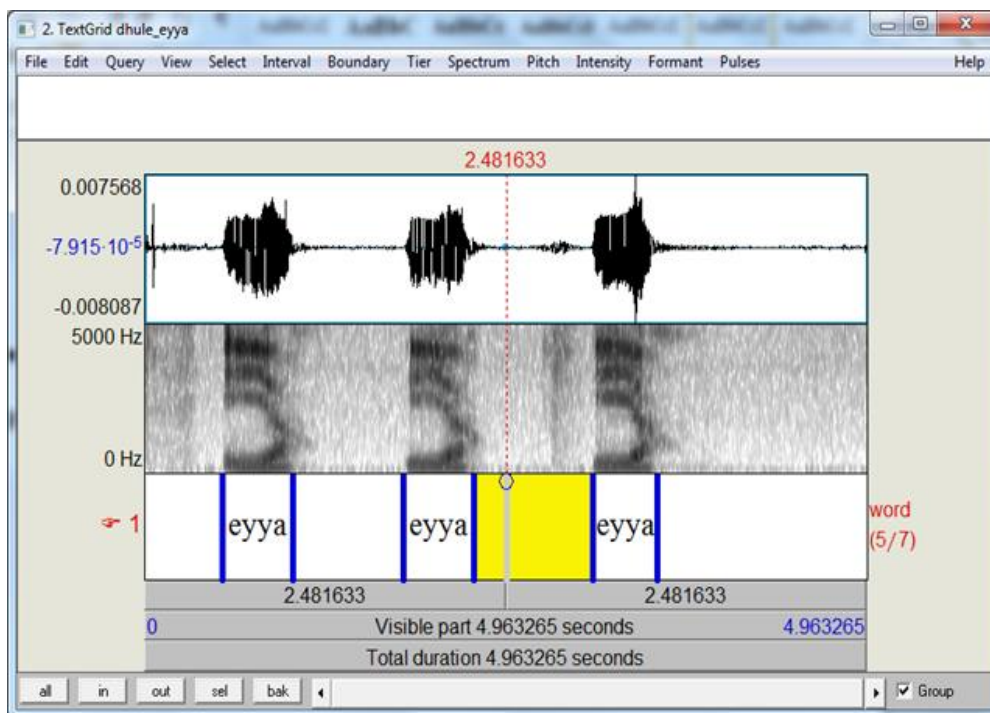 2. TextGrid dhule_eyya
File Edit Query View Select Interval Boundary Tier Spectrum Pitch Intensity Formant Pulses Help
2.481633
0.007568
-7.915·10⁻⁵
-0.008087
5000 Hz
0 Hz
☞ 1 eyya eyya eyya word
(5/7)
2.481633 2.481633
0 Visible part 4.963265 seconds 4.963265
Total duration 4.963265 seconds
all in out sel bak Group